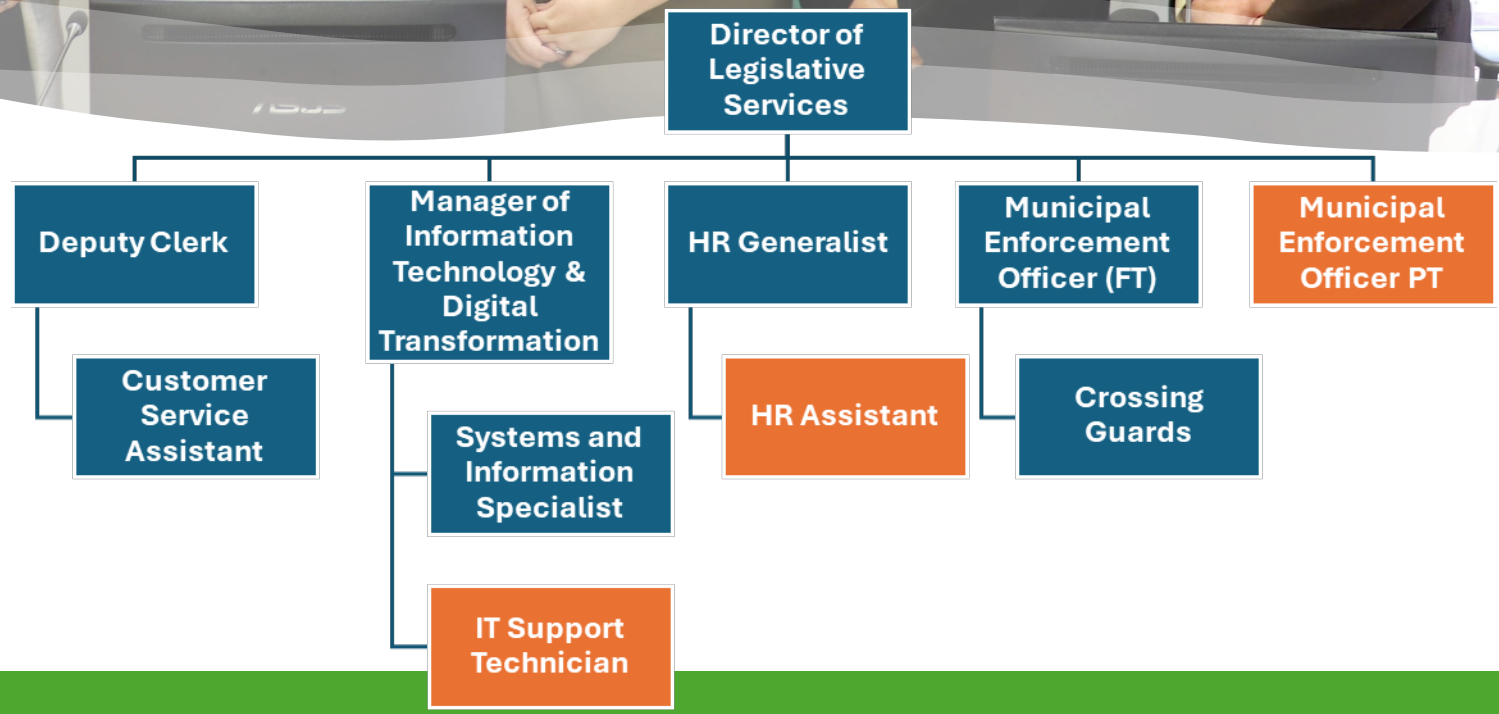 Director of
Legislative
Services
ASUS
Deputy Clerk
Manager of
Information
Technology &
Digital
Transformation
HR Generalist
Municipal
Enforcement
Officer (FT)
Municipal
Enforcement
Officer PT
Customer
Service
Assistant
Systems and
Information
Specialist
HR Assistant
Crossing
Guards
IT Support
Technician